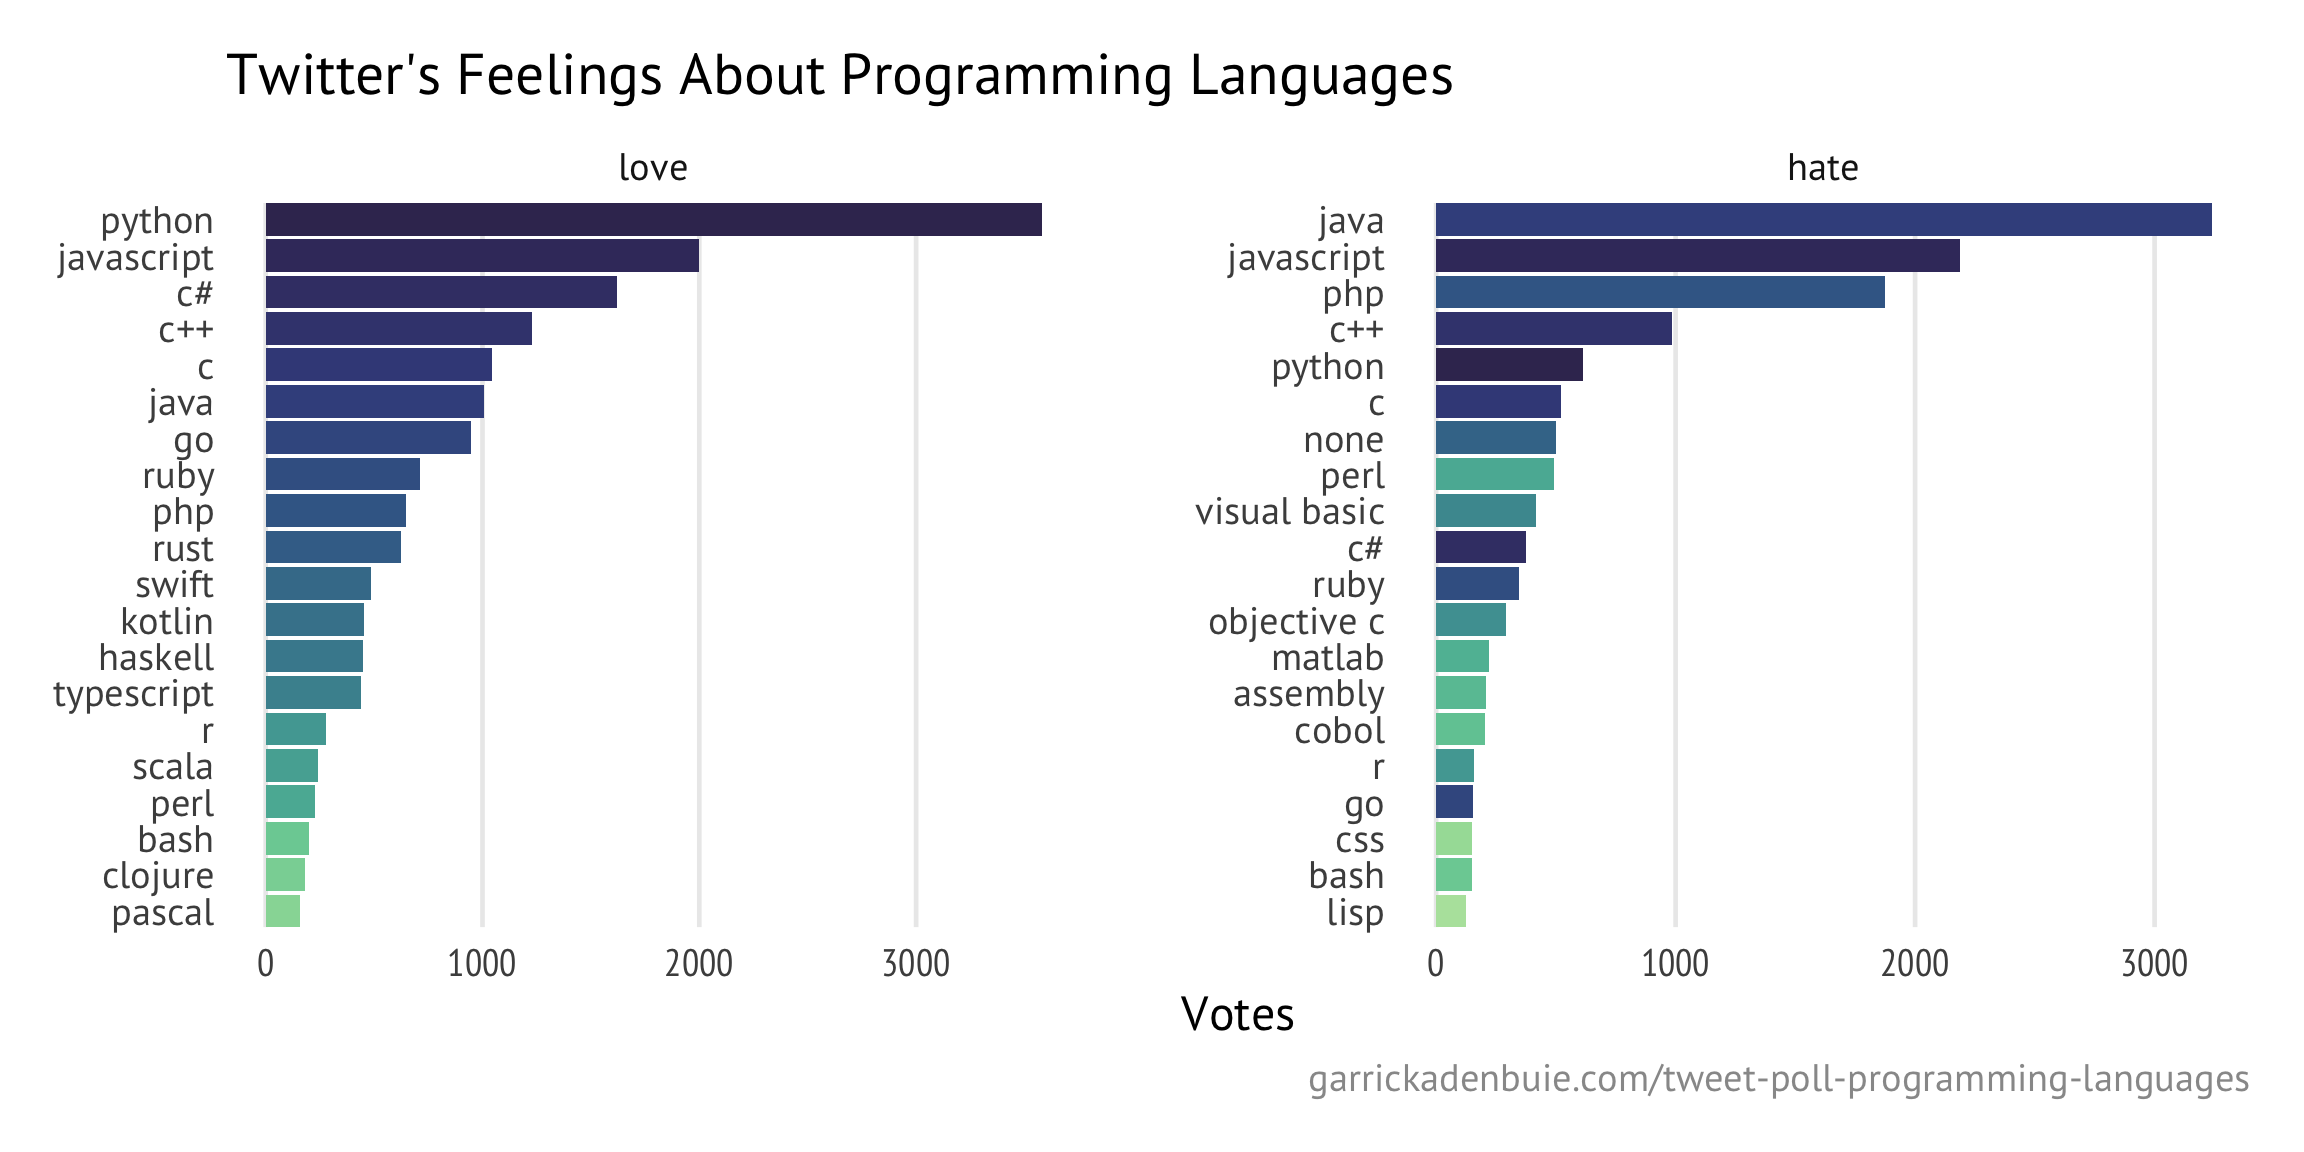 Twitter's Feelings About Programming Languages
love
python
javascript
c#
c++
c
java
go
ruby
php
rust
swift
kotlin
haskell
typescript
r
scala
perl
bash
clojure
pascal
0 1000 2000 3000
hate
java
javascript
php
c++
python
c
none
perl
visual basic
c#
ruby
objective c
matlab
assembly
cobol
r
go
css
bash
lisp
0 1000 2000 3000
Votes
garrickadenbuie.com/tweet-poll-programming-languages